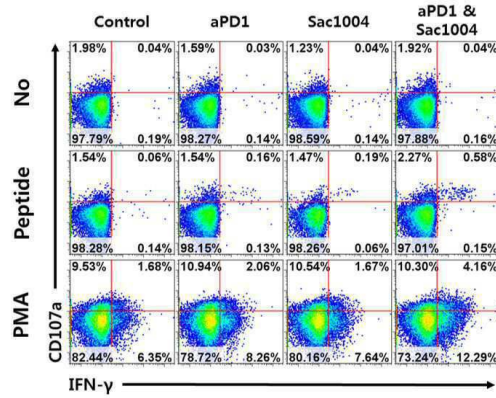 Control aPD1 Sac1004 aPD1 &
Sac1004
No
1.98% 0.04% 1.59% 0.03% 1.23% 0.04% 1.92% 0.04%
97.79% 0.19% 98.27% 0.14% 98.59% 0.14% 97.88% 0.16%
Peptide
1.54% 0.06% 1.54% 0.16% 1.47% 0.19% 2.27% 0.58%
98.28% 0.14% 98.15% 0.13% 98.26% 0.06% 97.01% 0.15%
PMA
9.53% 1.68% 10.94% 2.06% 10.54% 1.67% 10.30% 4.16%
82.44% 6.35% 78.72% 8.26% 80.16% 7.64% 73.24% 12.29%
CD107a
IFN-γ